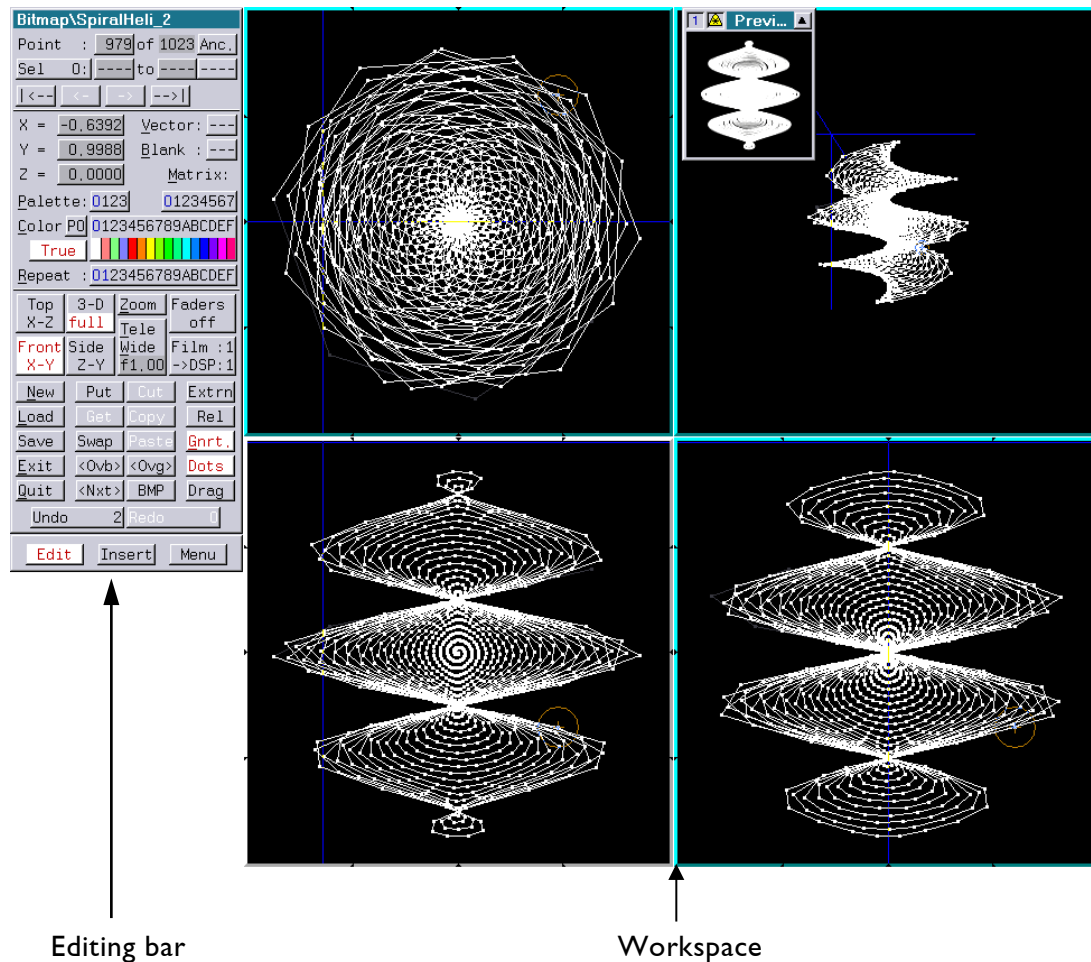 Bitmap\SpiralHeli_2
Point : 979 of 1023 Anc.
Sel 0: ---- to ---- ----
|<-- <- -> -->|
X = -0.6392 Vector: ---
Y = 0.9988 Blank : ---
Z = 0.0000 Matrix:
Palette: 0123 01234567
Color P0 0123456789ABCDEF
True
Repeat : 0123456789ABCDEF
Top 3-D Zoom Faders
X-Z full Tele off
Front Side Wide Film :1
X-Y Z-Y f1.00 ->DSP:1
New Put Cut Extrn
Load Get Copy Rel
Save Swap Paste Gnrt.
Exit <Ovb> <Ovg> Dots
Quit <Nxt> BMP Drag
Undo 2 Redo 0
Edit Insert Menu
1 Previ...
Editing bar
Workspace